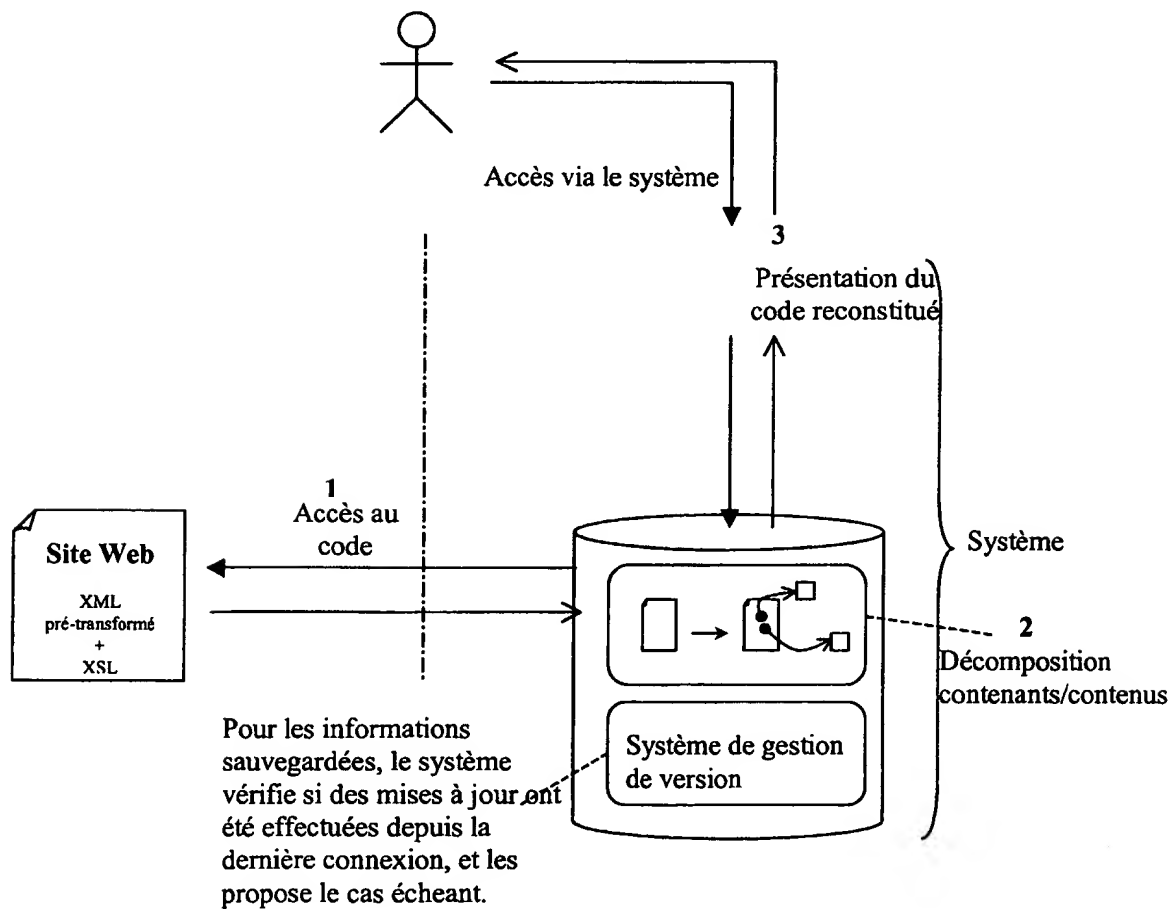 Accès via le système
3
Présentation du
code reconstitué
1
Accès au
code
Site Web
XML
pré-transformé
+
XSL
Système
2
Décomposition
contenants/contenus
Pour les informations
sauvegardées, le système
vérifie si des mises à jour ont
été effectuées depuis la
dernière connexion, et les
propose le cas écheant.
Système de gestion
de version